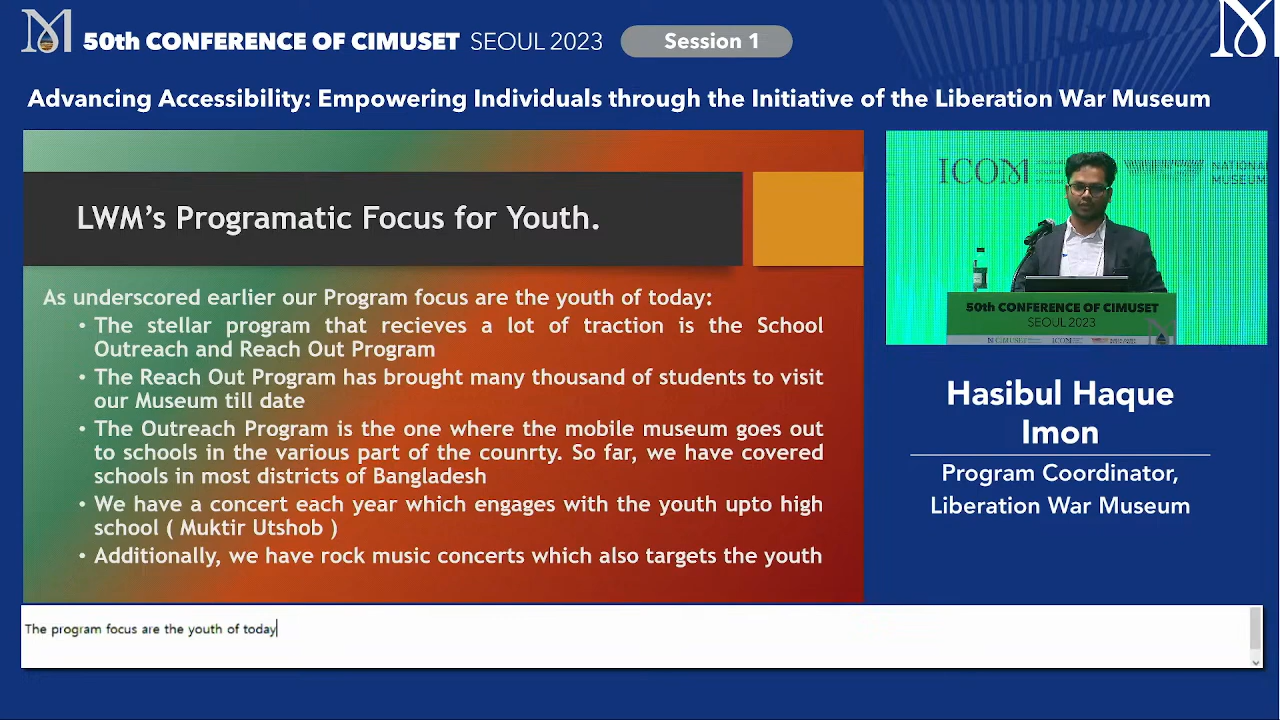 50th CONFERENCE OF CIMUSET SEOUL 2023
Session 1
Advancing Accessibility: Empowering Individuals through the Initiative of the Liberation War Museum
LWM's Programatic Focus for Youth.
As underscored earlier our Program focus are the youth of today:
• The stellar program that recieves a lot of traction is the School
Outreach and Reach Out Program
• The Reach Out Program has brought many thousand of students to visit
our Museum till date
• The Outreach Program is the one where the mobile museum goes out
to schools in the various part of the counrty. So far, we have covered
schools in most districts of Bangladesh
• We have a concert each year which engages with the youth upto high
school ( Muktir Utshob )
• Additionally, we have rock music concerts which also targets the youth
ICOM
NATIONAL
MUSEUM
50th CONFERENCE OF CIMUSET
SEOUL 2023
CIMUSET ICOM
Hasibul Haque
Imon
Program Coordinator,
Liberation War Museum
The program focus are the youth of today